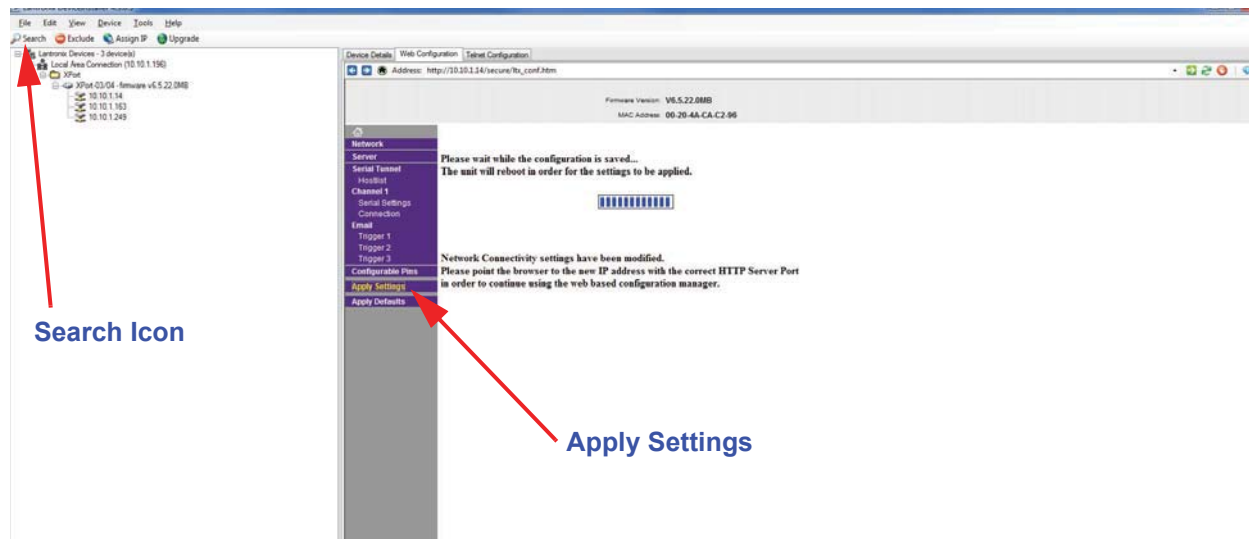 File Edit View Device Tools Help
Search Exclude Assign IP Upgrade
Lantronix Devices - 3 device(s)
Local Area Connection (10.10.1.196)
XPort
XPort-03/04 - firmware v6.5.22.0MB
10.10.1.14
10.10.1.163
10.10.1.249
Device Details Web Configuration Telnet Configuration
Address: http://10.10.1.14/secure/ltx_conf.htm
Firmware Version: V6.5.22.0MB
MAC Address: 00-20-4A-CA-C2-96
Network
Server
Serial Tunnel
Hostlist
Channel 1
Serial Settings
Connection
Email
Trigger 1
Trigger 2
Trigger 3
Configurable Pins
Apply Settings
Apply Defaults
Please wait while the configuration is saved...
The unit will reboot in order for the settings to be applied.
Network Connectivity settings have been modified.
Please point the browser to the new IP address with the correct HTTP Server Port
in order to continue using the web based configuration manager.
Search Icon
Apply Settings